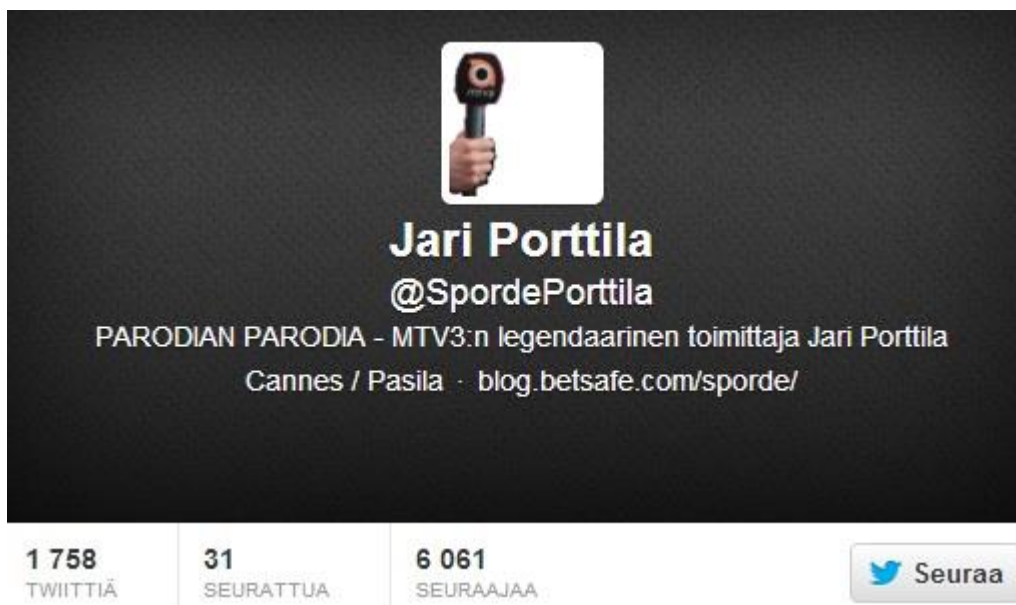 mtv3
Jari Porttila
@SpordePorttila
PARODIAN PARODIA - MTV3:n legendaarinen toimittaja Jari Porttila
Cannes / Pasila · blog.betsafe.com/sporde/
1 758
TWIITTIÄ
31
SEURATTUA
6 061
SEURAAJAA
Seuraa